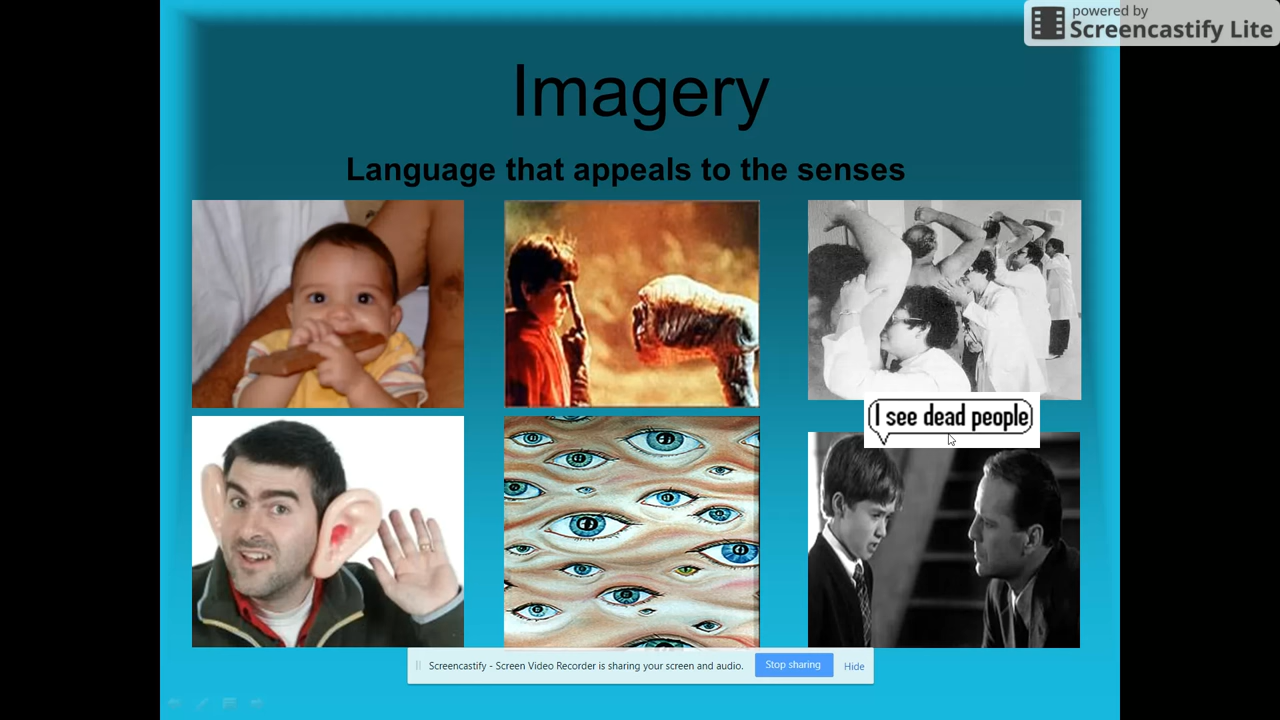 powered by
Screencastify Lite
Imagery
Language that appeals to the senses
I see dead people
Screencastify - Screen Video Recorder is sharing your screen and audio.
Stop sharing
Hide